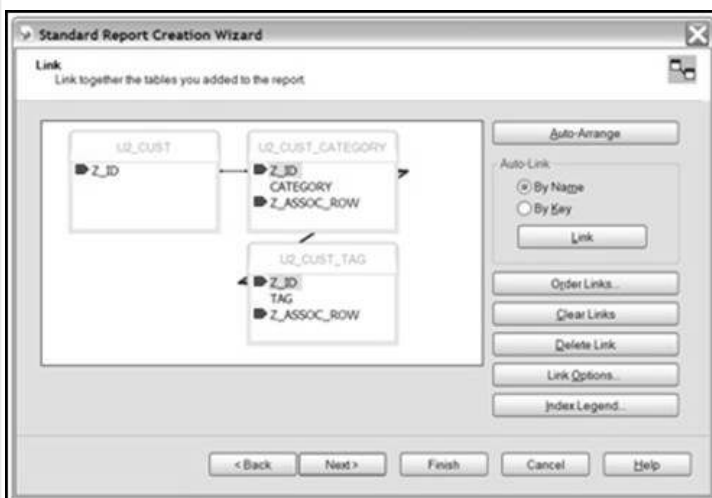 Standard Report Creation Wizard
Link
Link together the tables you added to the report.
U2_CUST
Z_ID
U2_CUST_CATEGORY
Z_ID
CATEGORY
Z_ASSOC_ROW
U2_CUST_TAG
Z_ID
TAG
Z_ASSOC_ROW
Auto-Arrange
Auto-Link
By Name
By Key
Link
Order Links...
Clear Links
Delete Link
Link Options...
Index Legend...
< Back Next > Finish Cancel Help